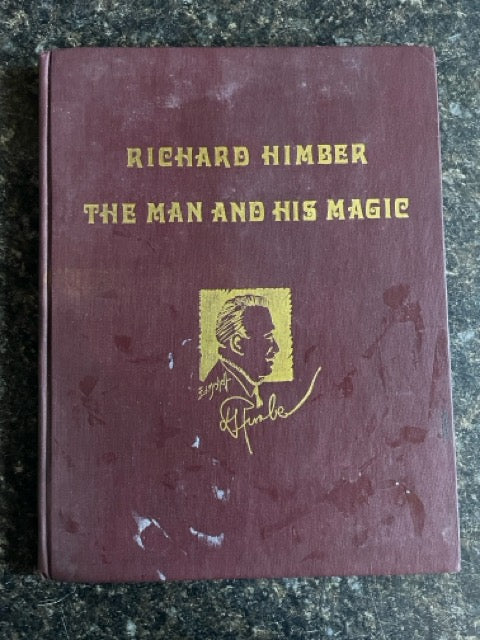 RICHARD HIMBER
THE MAN AND HIS MAGIC